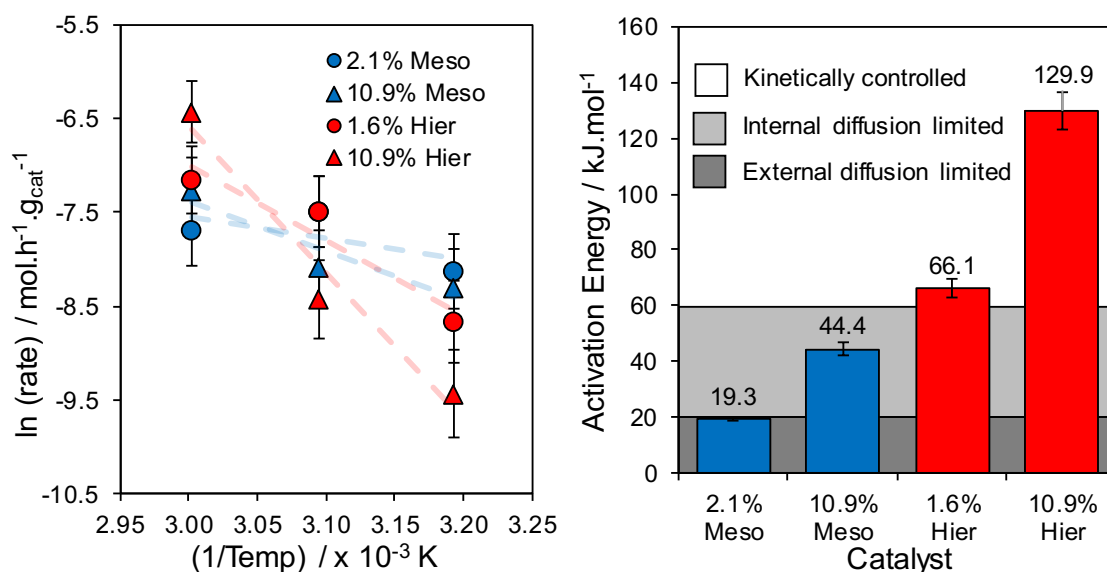 -5.5
-6.5
-7.5
-8.5
-9.5
-10.5
ln (rate) / mol.h⁻¹.g_cat⁻¹
2.1% Meso
10.9% Meso
1.6% Hier
10.9% Hier
2.95 3.00 3.05 3.10 3.15 3.20 3.25
(1/Temp) / x 10⁻³ K
Activation Energy / kJ.mol⁻¹
160
140
120
100
80
60
40
20
0
Kinetically controlled
Internal diffusion limited
External diffusion limited
19.3
44.4
66.1
129.9
2.1% 10.9% 1.6% 10.9%
Meso Meso Hier Hier
Catalyst